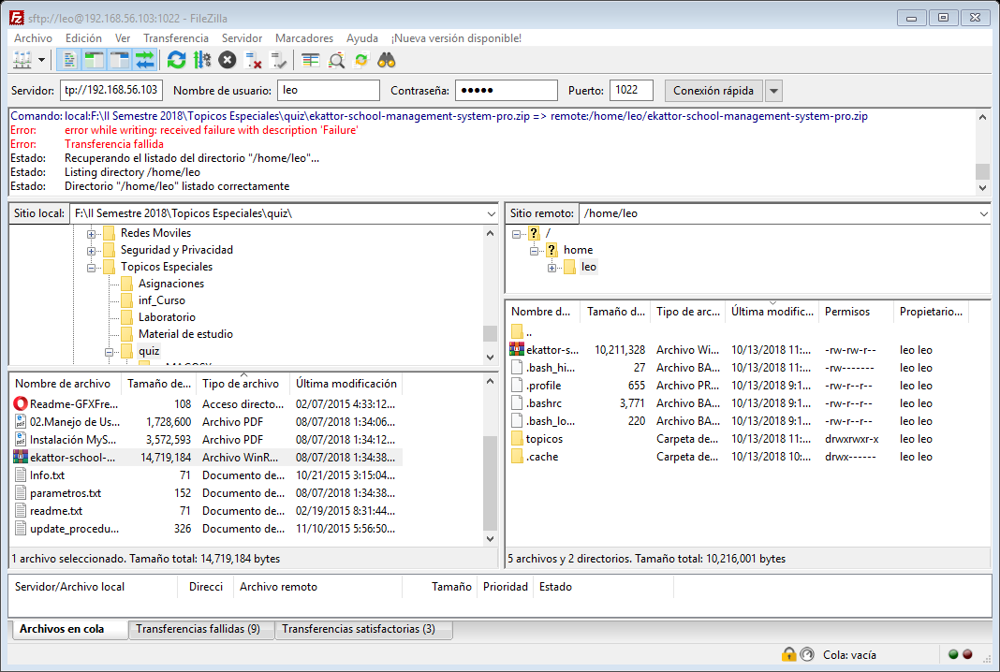 sftp://leo@192.168.56.103:1022 - FileZilla
Archivo Edición Ver Transferencia Servidor Marcadores Ayuda ¡Nueva versión disponible!
Servidor: tp://192.168.56.103 Nombre de usuario: leo Contraseña: ●●●●● Puerto: 1022 Conexión rápida
Comando: local:F:\II Semestre 2018\Topicos Especiales\quiz\ekattor-school-management-system-pro.zip => remote:/home/leo/ekattor-school-management-system-pro.zip
Error: error while writing: received failure with description 'Failure'
Error: Transferencia fallida
Estado: Recuperando el listado del directorio "/home/leo"...
Estado: Listing directory /home/leo
Estado: Directorio "/home/leo" listado correctamente
Sitio local: F:\II Semestre 2018\Topicos Especiales\quiz\
Redes Moviles
Seguridad y Privacidad
Topicos Especiales
Asignaciones
inf_Curso
Laboratorio
Material de estudio
quiz
Nombre de archivo Tamaño de... Tipo de archivo Última modificación
Readme-GFXFre... 108 Acceso directo... 02/07/2015 4:33:12...
02.Manejo de Us... 1,728,600 Archivo PDF 08/07/2018 1:34:06...
Instalación MyS... 3,572,593 Archivo PDF 08/07/2018 1:34:12...
ekattor-school-... 14,719,184 Archivo WinR... 08/07/2018 1:34:38...
Info.txt 71 Documento de... 10/21/2015 3:15:04...
parametros.txt 152 Documento de... 08/07/2018 1:34:38...
readme.txt 71 Documento de... 02/19/2015 8:31:44...
update_procedu... 326 Documento de... 11/10/2015 5:56:50...
1 archivo seleccionado. Tamaño total: 14,719,184 bytes
Sitio remoto: /home/leo
/
home
leo
Nombre d... Tamaño d... Tipo de arc... Última modific... Permisos Propietario...
..
ekattor-s... 10,211,328 Archivo Wi... 10/13/2018 11:... -rw-rw-r-- leo leo
.bash_hi... 27 Archivo BA... 10/13/2018 11:... -rw------- leo leo
.profile 655 Archivo PR... 10/13/2018 9:1... -rw-r--r-- leo leo
.bashrc 3,771 Archivo BA... 10/13/2018 9:1... -rw-r--r-- leo leo
.bash_lo... 220 Archivo BA... 10/13/2018 9:1... -rw-r--r-- leo leo
topicos Carpeta de... 10/13/2018 11:... drwxrwxr-x leo leo
.cache Carpeta de... 10/13/2018 10:... drwx------ leo leo
5 archivos y 2 directorios. Tamaño total: 10,216,001 bytes
Servidor/Archivo local Direcci Archivo remoto Tamaño Prioridad Estado
Archivos en cola Transferencias fallidas (9) Transferencias satisfactorias (3)
Cola: vacía